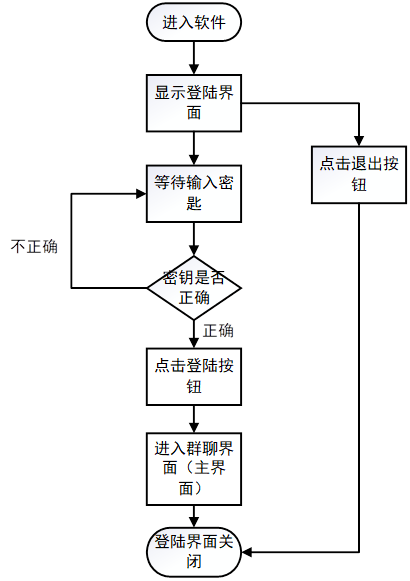 进入软件
显示登陆界
面
点击退出按
钮
等待输入密
匙
不正确
密钥是否
正确
正确
点击登陆按
钮
进入群聊界
面（主界
面）
登陆界面关
闭